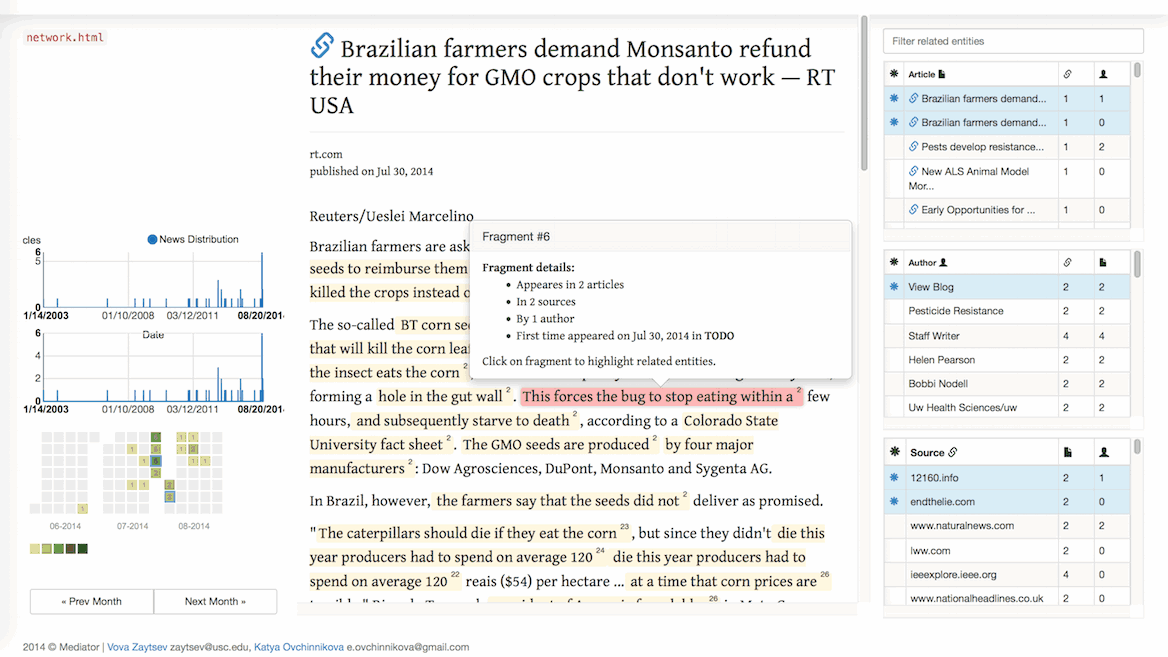 network.html
cles
News Distribution
6
5
0
1/14/2003 01/10/2008 03/12/2011 08/20/201
Date
6
4
2
0
1/14/2003 01/10/2008 03/12/2011 08/20/201
06-2014 07-2014 08-2014
« Prev Month
Next Month »
Brazilian farmers demand Monsanto refund
their money for GMO crops that don't work — RT
USA
rt.com
published on Jul 30, 2014
Reuters/Ueslei Marcelino
Brazilian farmers are ask
seeds to reimburse them
killed the crops instead o
The so-called BT corn see
that will kill the corn leaf
the insect eats the corn 2
forming a hole in the gut wall 2. This forces the bug to stop eating within a 2 few
hours, and subsequently starve to death 2, according to a Colorado State
University fact sheet 2. The GMO seeds are produced 2 by four major
manufacturers 2: Dow Agrosciences, DuPont, Monsanto and Sygenta AG.
In Brazil, however, the farmers say that the seeds did not 2 deliver as promised.
"The caterpillars should die if they eat the corn 23, but since they didn't die this
year producers had to spend on average 120 24 die this year producers had to
spend on average 120 22 reais ($54) per hectare ... at a time that corn prices are 26
Fragment #6
Fragment details:
• Appeares in 2 articles
• In 2 sources
• By 1 author
• First time appeared on Jul 30, 2014 in TODO
Click on fragment to highlight related entities.
Filter related entities
Article
Brazilian farmers demand... 1 1
Brazilian farmers demand... 1 0
Pests develop resistance... 1 2
New ALS Animal Model
Mor... 1 0
Early Opportunities for ... 1 0
Author
View Blog 2 2
Pesticide Resistance 2 2
Staff Writer 4 4
Helen Pearson 2 2
Bobbi Nodell 2 2
Uw Health Sciences/uw 2 2
Source
12160.info 2 1
endthelie.com 2 0
www.naturalnews.com 2 2
lww.com 2 0
ieeexplore.ieee.org 4 0
www.nationalheadlines.co.uk 2 0
2014 © Mediator | Vova Zaytsev zaytsev@usc.edu, Katya Ovchinnikova e.ovchinnikova@gmail.com